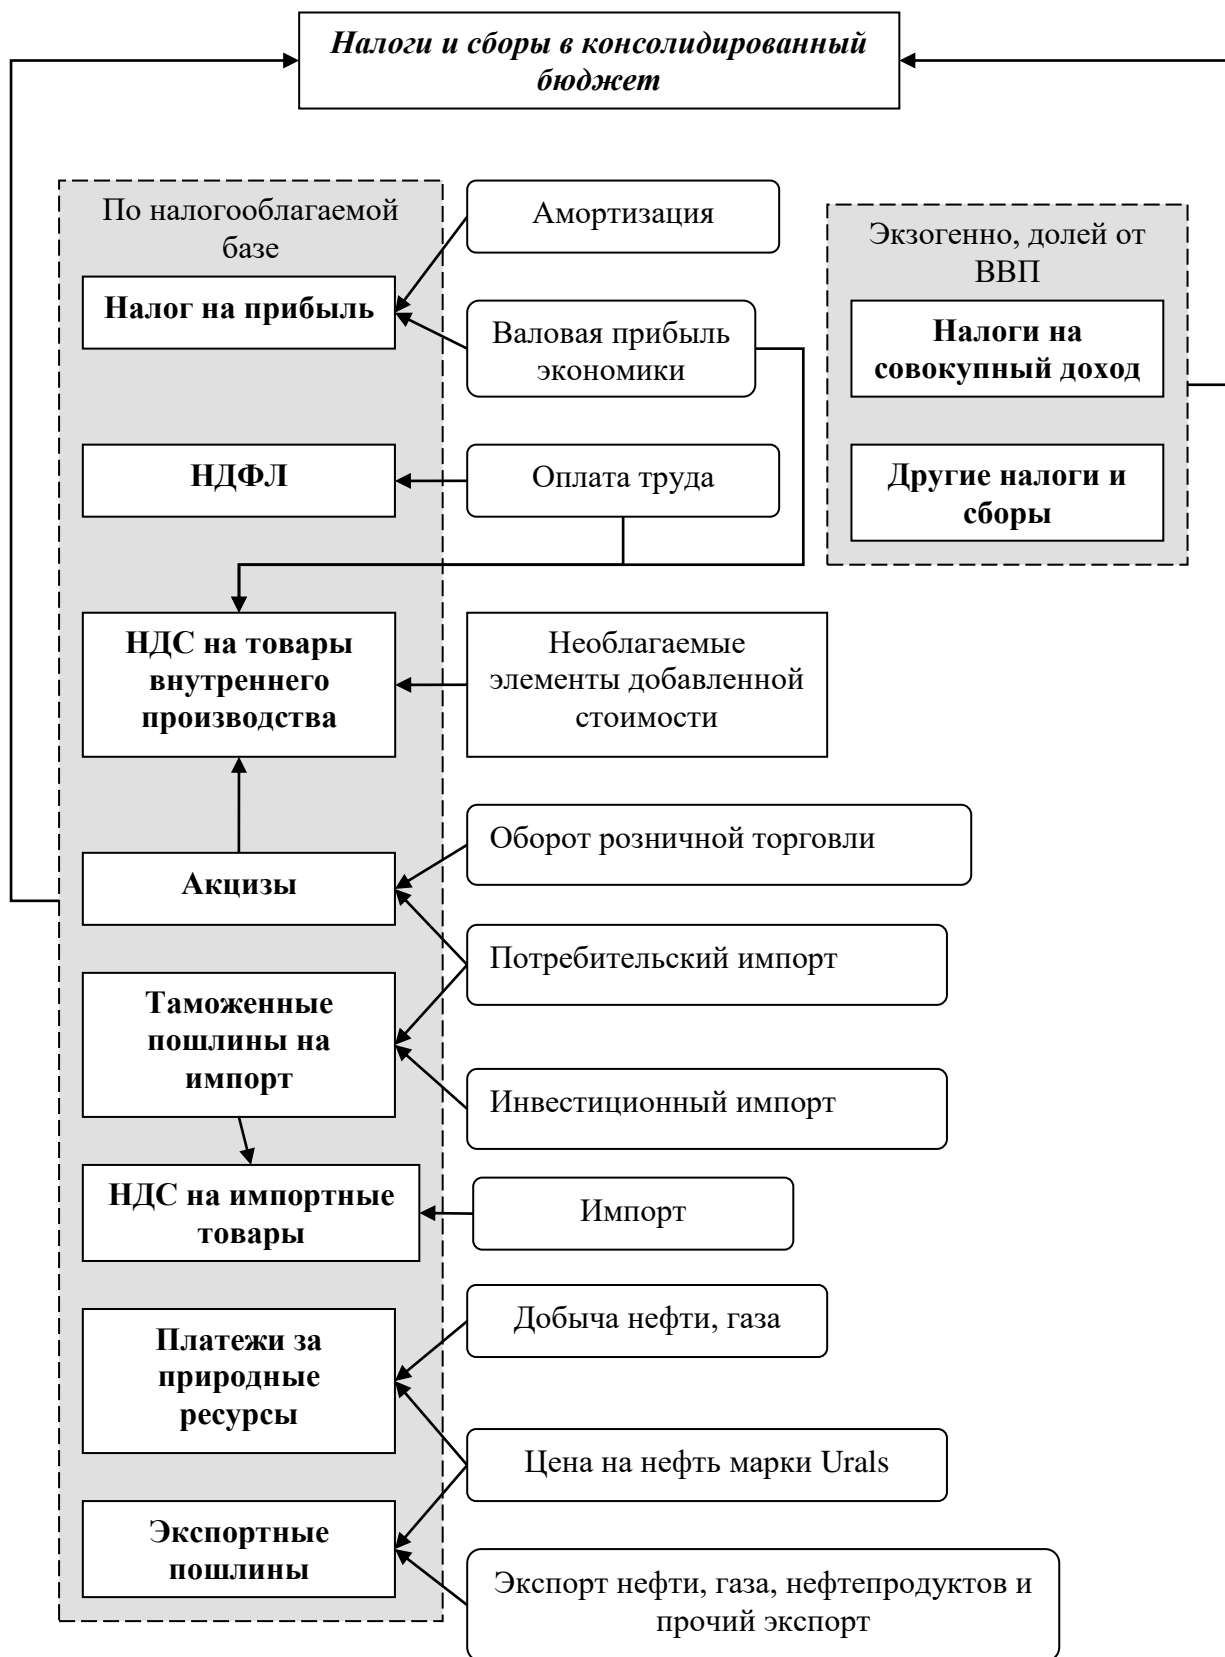 Налоги и сборы в консолидированный
бюджет
По налогооблагаемой
базе
Амортизация
Экзогенно, долей от
ВВП
Налог на прибыль
Валовая прибыль
экономики
Налоги на
совокупный доход
НДФЛ
Оплата труда
Другие налоги и
сборы
НДС на товары
внутреннего
производства
Необлагаемые
элементы добавленной
стоимости
Оборот розничной торговли
Акцизы
Потребительский импорт
Таможенные
пошлины на
импорт
Инвестиционный импорт
НДС на импортные
товары
Импорт
Добыча нефти, газа
Платежи за
природные
ресурсы
Цена на нефть марки Urals
Экспортные
пошлины
Экспорт нефти, газа, нефтепродуктов и
прочий экспорт